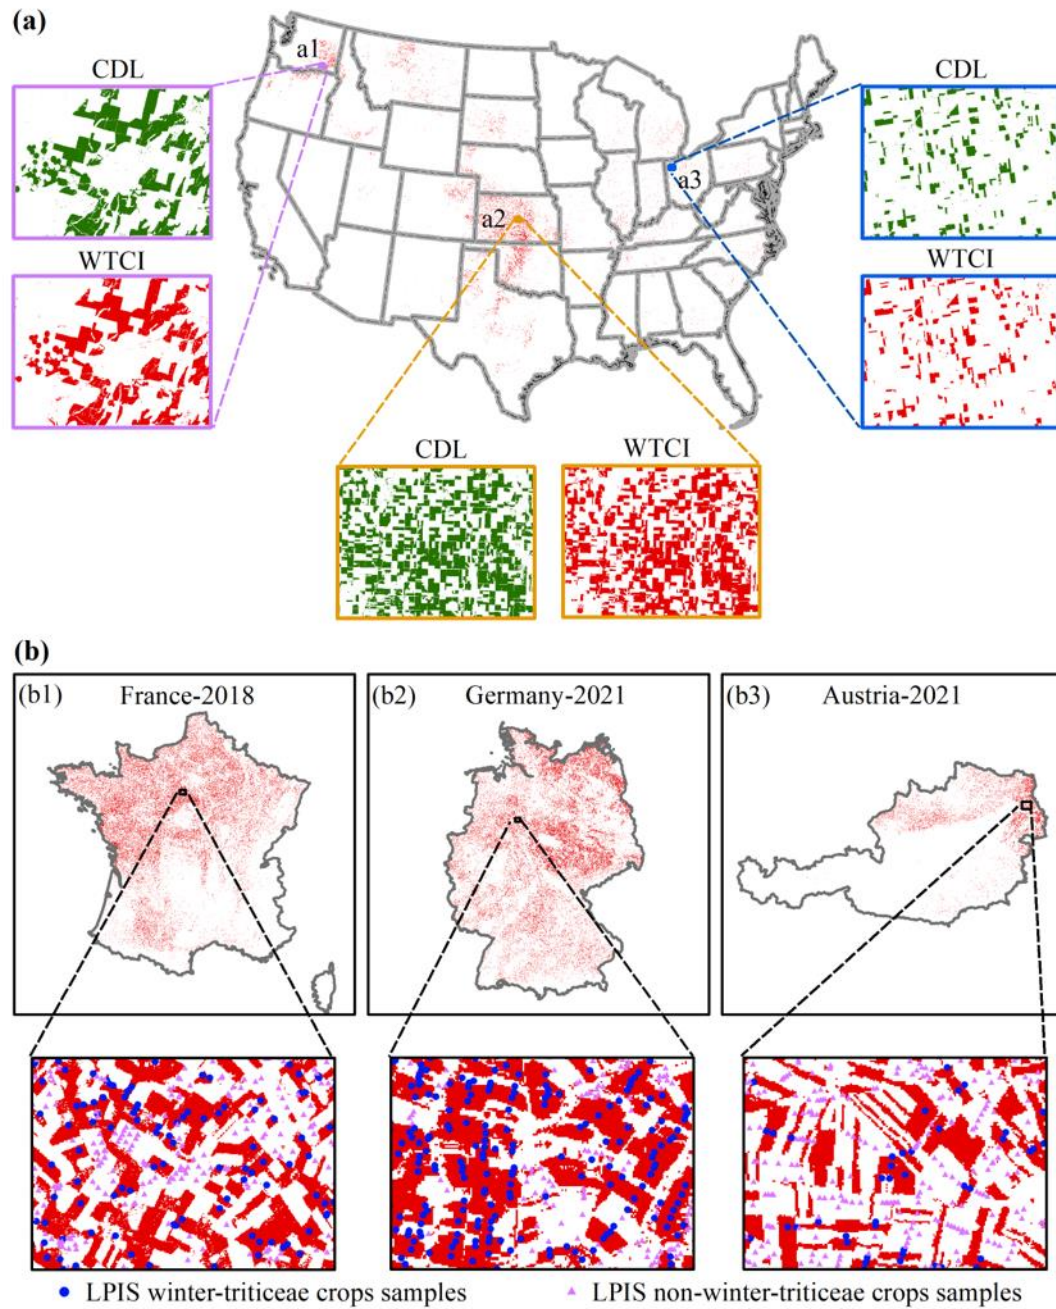 (a)
a1
CDL
CDL
a3
a2
WTCI
WTCI
CDL
WTCI
(b)
(b1)
France-2018
(b2)
Germany-2021
(b3)
Austria-2021
LPIS winter-triticeae crops samples
LPIS non-winter-triticeae crops samples